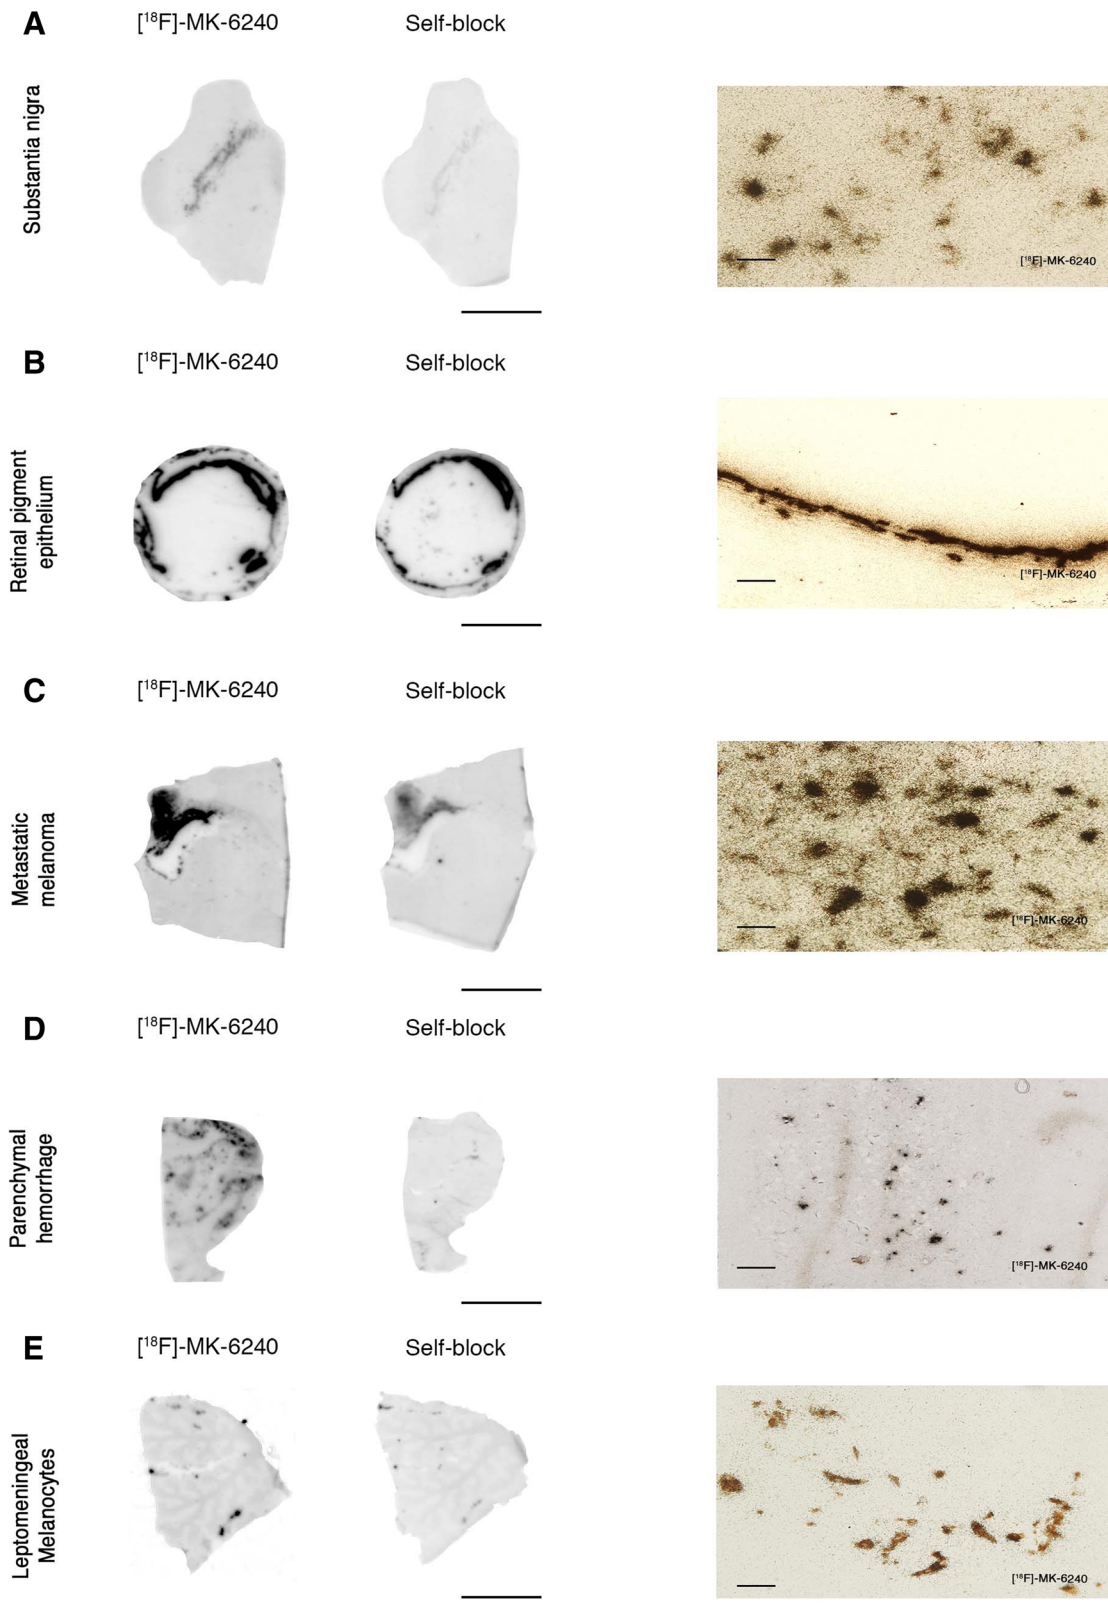 A
[¹⁸F]-MK-6240
Self-block
Substantia nigra
[¹⁸F]-MK-6240
B
[¹⁸F]-MK-6240
Self-block
Retinal pigment
epithelium
[¹⁸F]-MK-6240
C
[¹⁸F]-MK-6240
Self-block
Metastatic
melanoma
[¹⁸F]-MK-6240
D
[¹⁸F]-MK-6240
Self-block
Parenchymal
hemorrhage
[¹⁸F]-MK-6240
E
[¹⁸F]-MK-6240
Self-block
Leptomeningeal
Melanocytes
[¹⁸F]-MK-6240